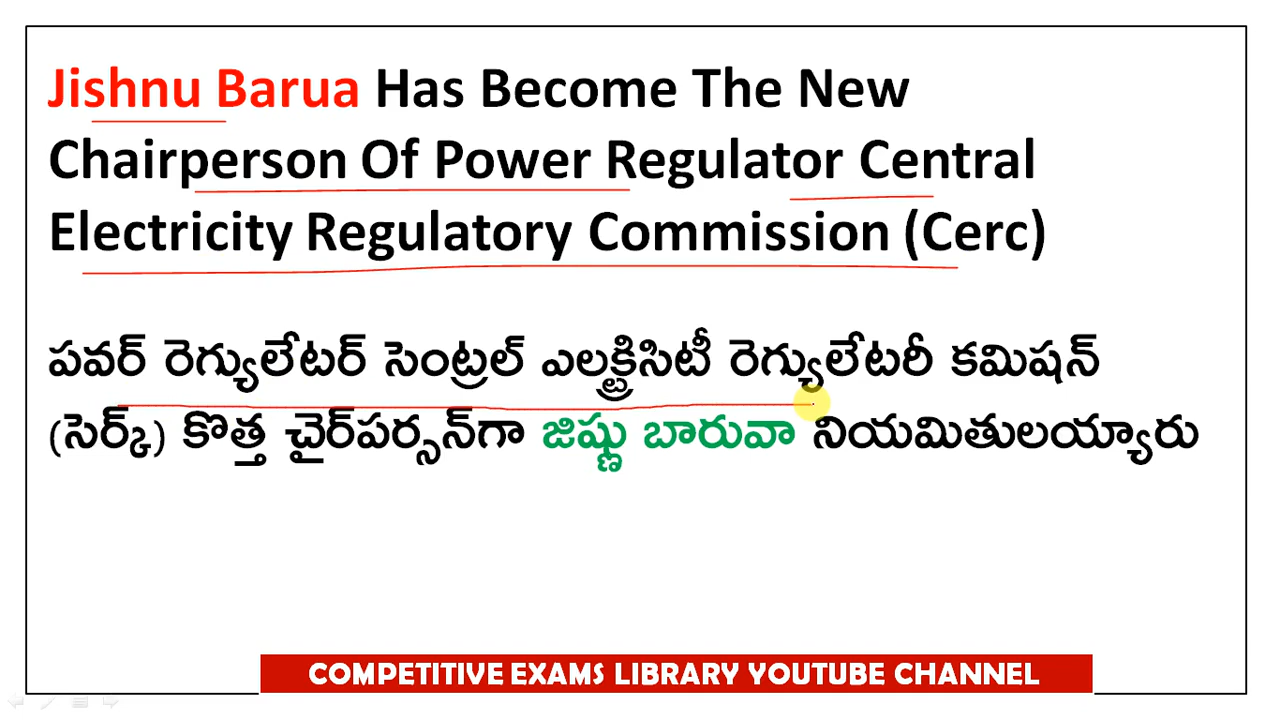 Jishnu Barua Has Become The New
Chairperson Of Power Regulator Central
Electricity Regulatory Commission (Cerc)
పవర్ రెగ్యులేటర్ సెంట్రల్ ఎలక్ట్రిసిటీ రెగ్యులేటరీ కమిషన్
(సెర్క్) కొత్త చైర్‌పర్సన్‌గా జిష్ణు బారువా నియమితులయ్యారు
COMPETITIVE EXAMS LIBRARY YOUTUBE CHANNEL